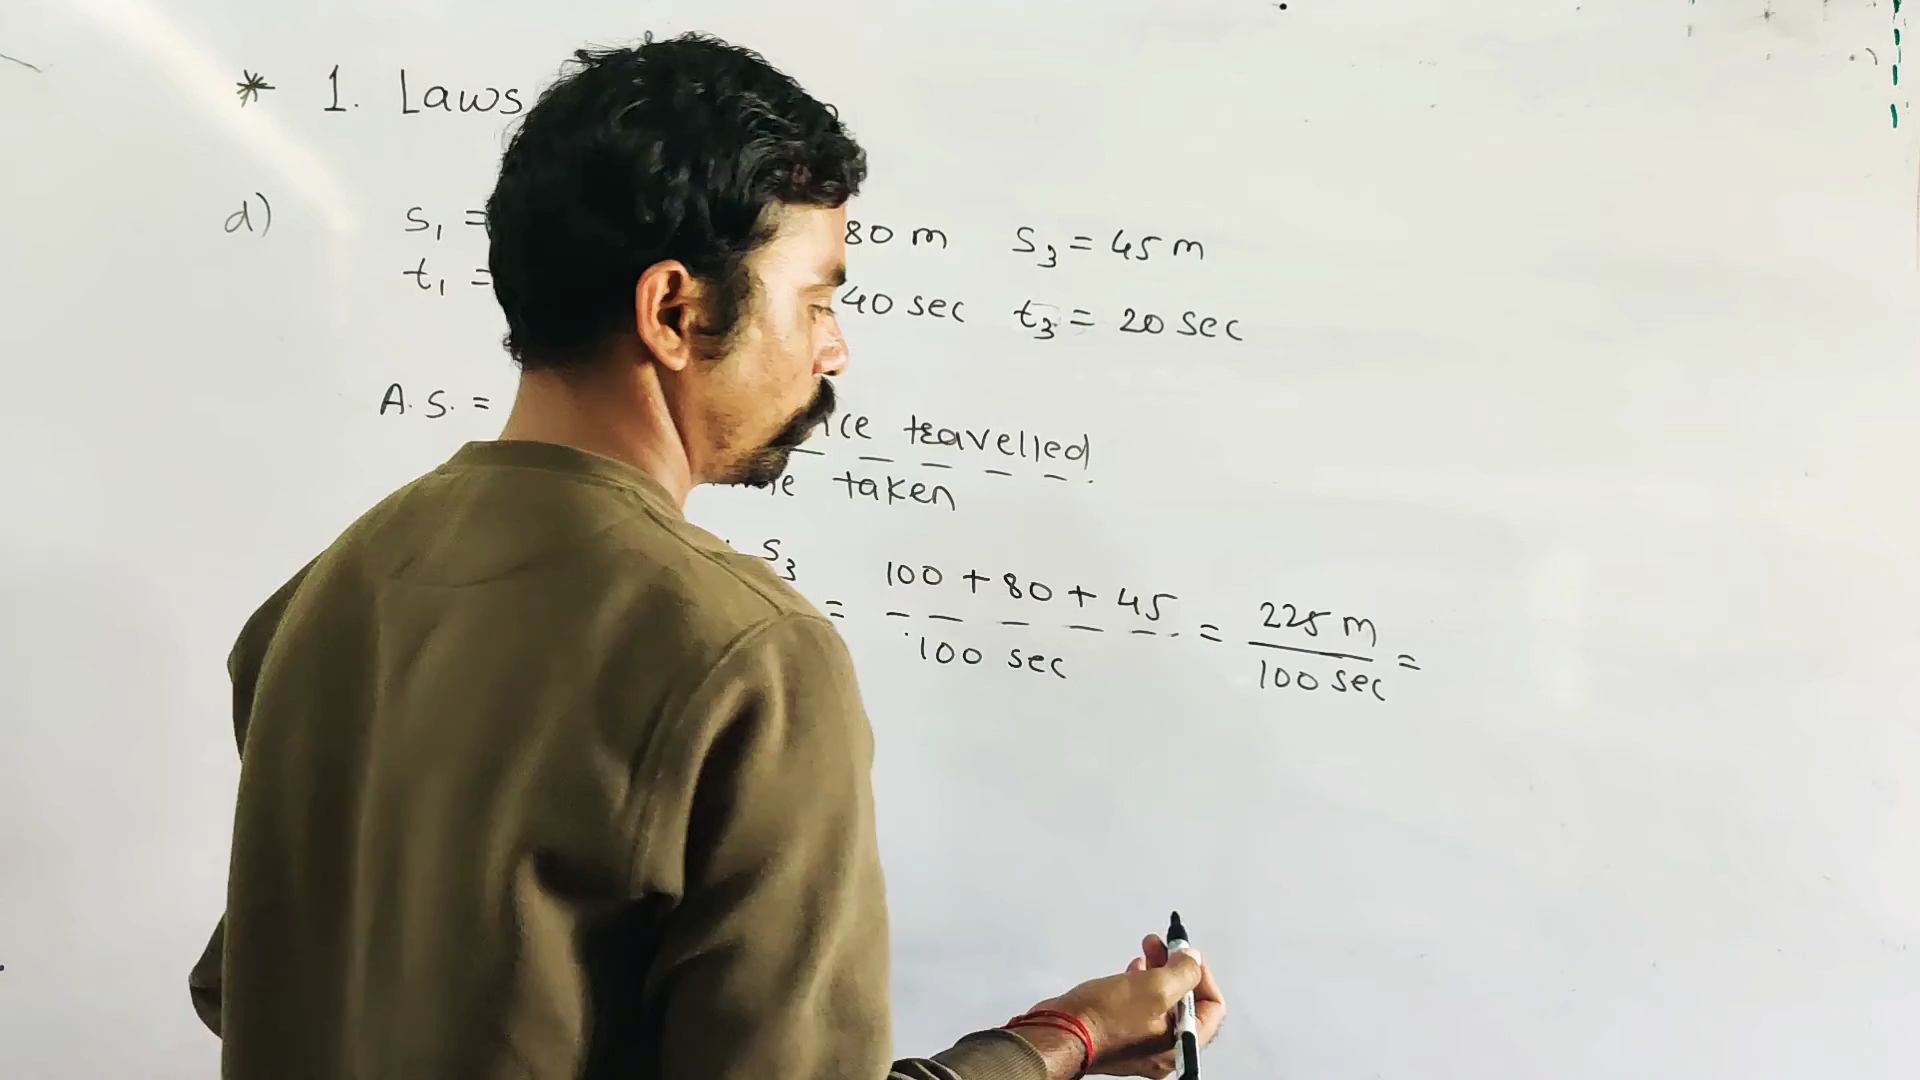 * 1. Laws
d) s₁ = 80 m s₃ = 45 m
t₁ = 40 sec t₃ = 20 sec
A.S. = travelled
taken
s₃ = 100 + 80 + 45 / 100 sec = 225 m / 100 sec =